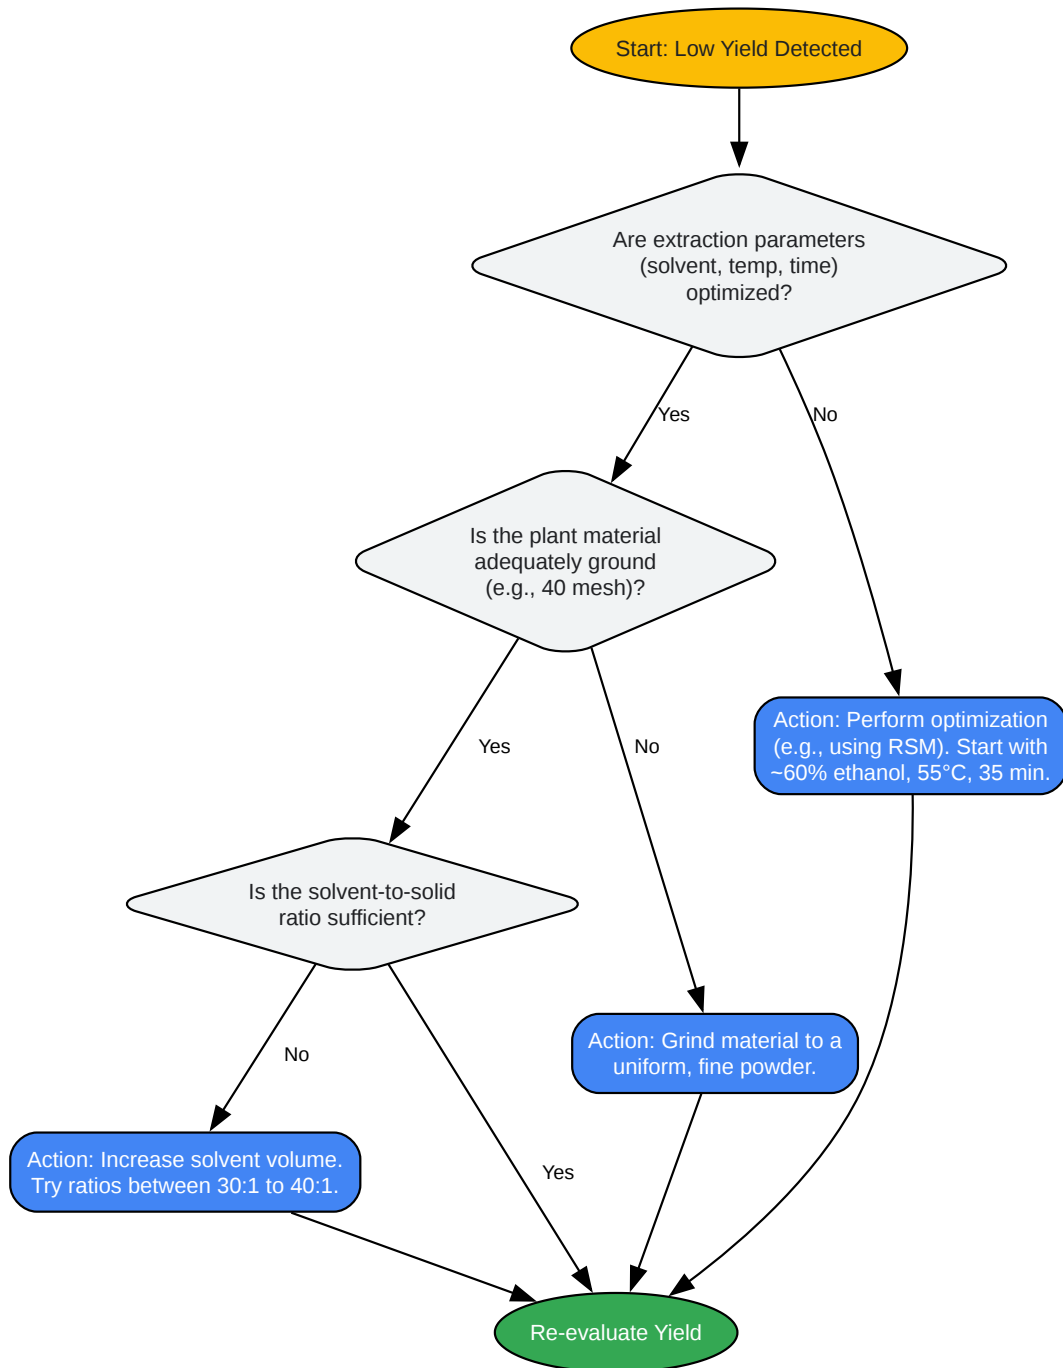 Start: Low Yield Detected
Are extraction parameters
(solvent, temp, time)
optimized?
Yes
No
Is the plant material
adequately ground
(e.g., 40 mesh)?
Yes
No
Action: Perform optimization
(e.g., using RSM). Start with
~60% ethanol, 55°C, 35 min.
Is the solvent-to-solid
ratio sufficient?
No
Yes
Action: Grind material to a
uniform, fine powder.
Action: Increase solvent volume.
Try ratios between 30:1 to 40:1.
Re-evaluate Yield